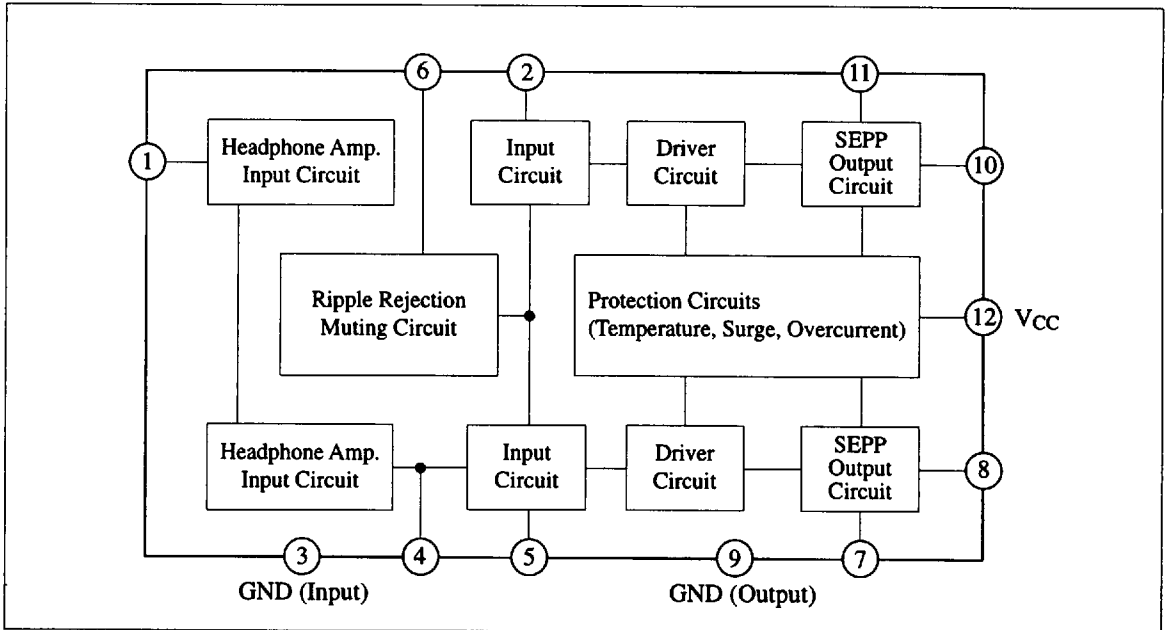 6
2
11
1
Headphone Amp.
Input Circuit
Input
Circuit
Driver
Circuit
SEPP
Output
Circuit
10
Ripple Rejection
Muting Circuit
Protection Circuits
(Temperature, Surge, Overcurrent)
12
VCC
Headphone Amp.
Input Circuit
Input
Circuit
Driver
Circuit
SEPP
Output
Circuit
8
3
4
5
9
7
GND (Input)
GND (Output)